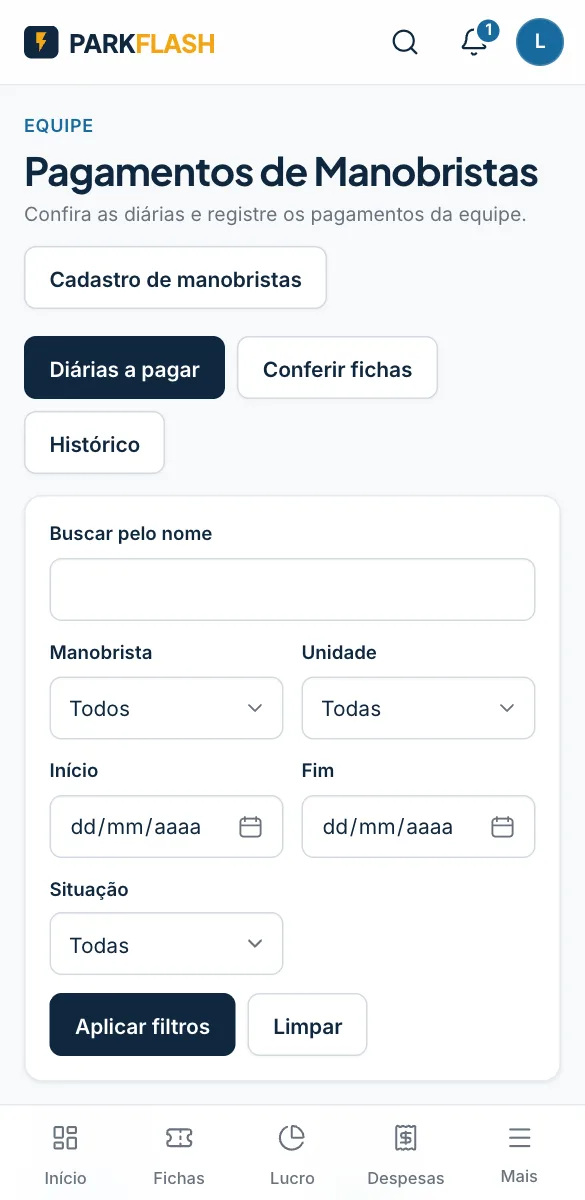 PARKFLASH
1
L
EQUIPE
Pagamentos de Manobristas
Confira as diárias e registre os pagamentos da equipe.
Cadastro de manobristas
Diárias a pagar
Conferir fichas
Histórico
Buscar pelo nome
Manobrista
Unidade
Todos
Todas
Início
Fim
dd/mm/aaaa
dd/mm/aaaa
Situação
Todas
Aplicar filtros
Limpar
Início
Fichas
Lucro
Despesas
Mais